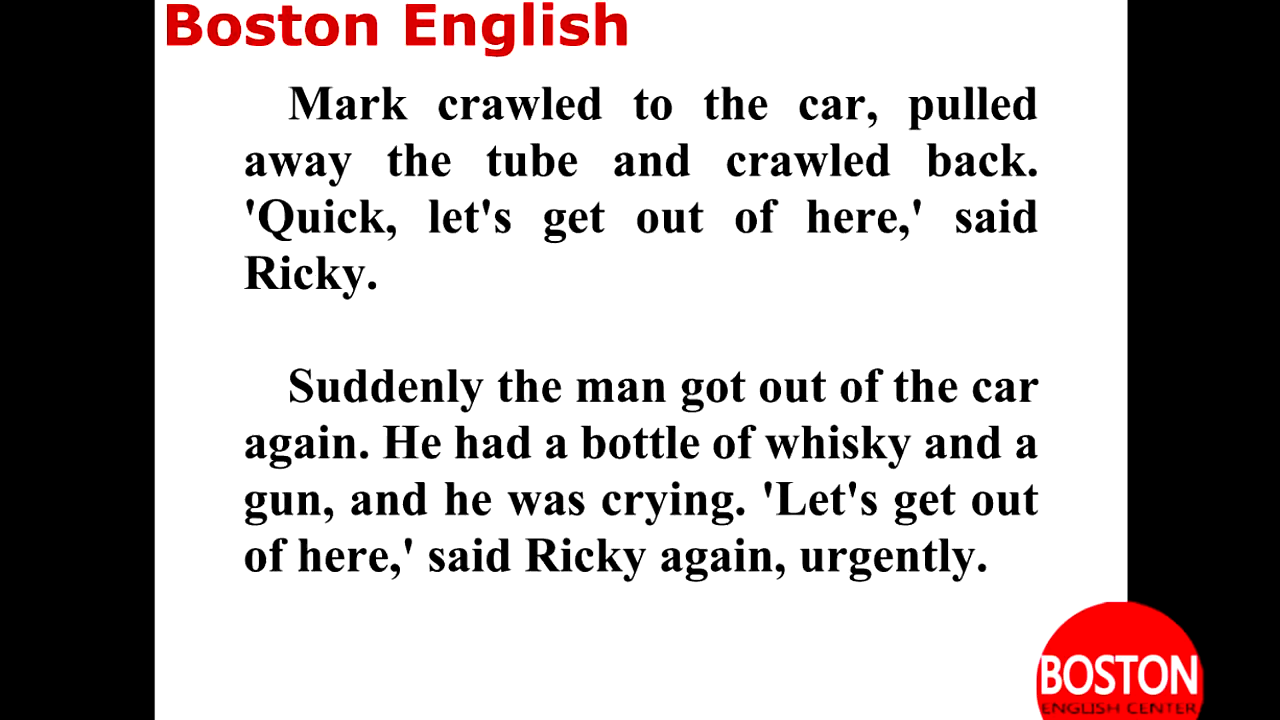 Boston English
Mark crawled to the car, pulled
away the tube and crawled back.
'Quick, let's get out of here,' said
Ricky.
Suddenly the man got out of the car
again. He had a bottle of whisky and a
gun, and he was crying. 'Let's get out
of here,' said Ricky again, urgently.
BOSTON
ENGLISH CENTER